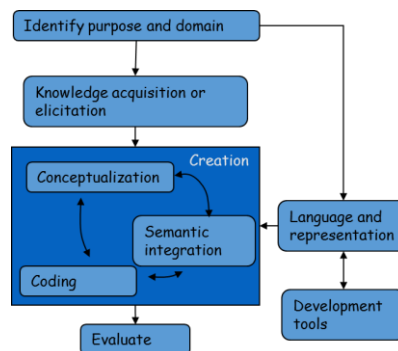 Identify purpose and domain
Knowledge acquisition or
elicitation
Creation
Conceptualization
Semantic
integration
Coding
Language and
representation
Development
tools
Evaluate